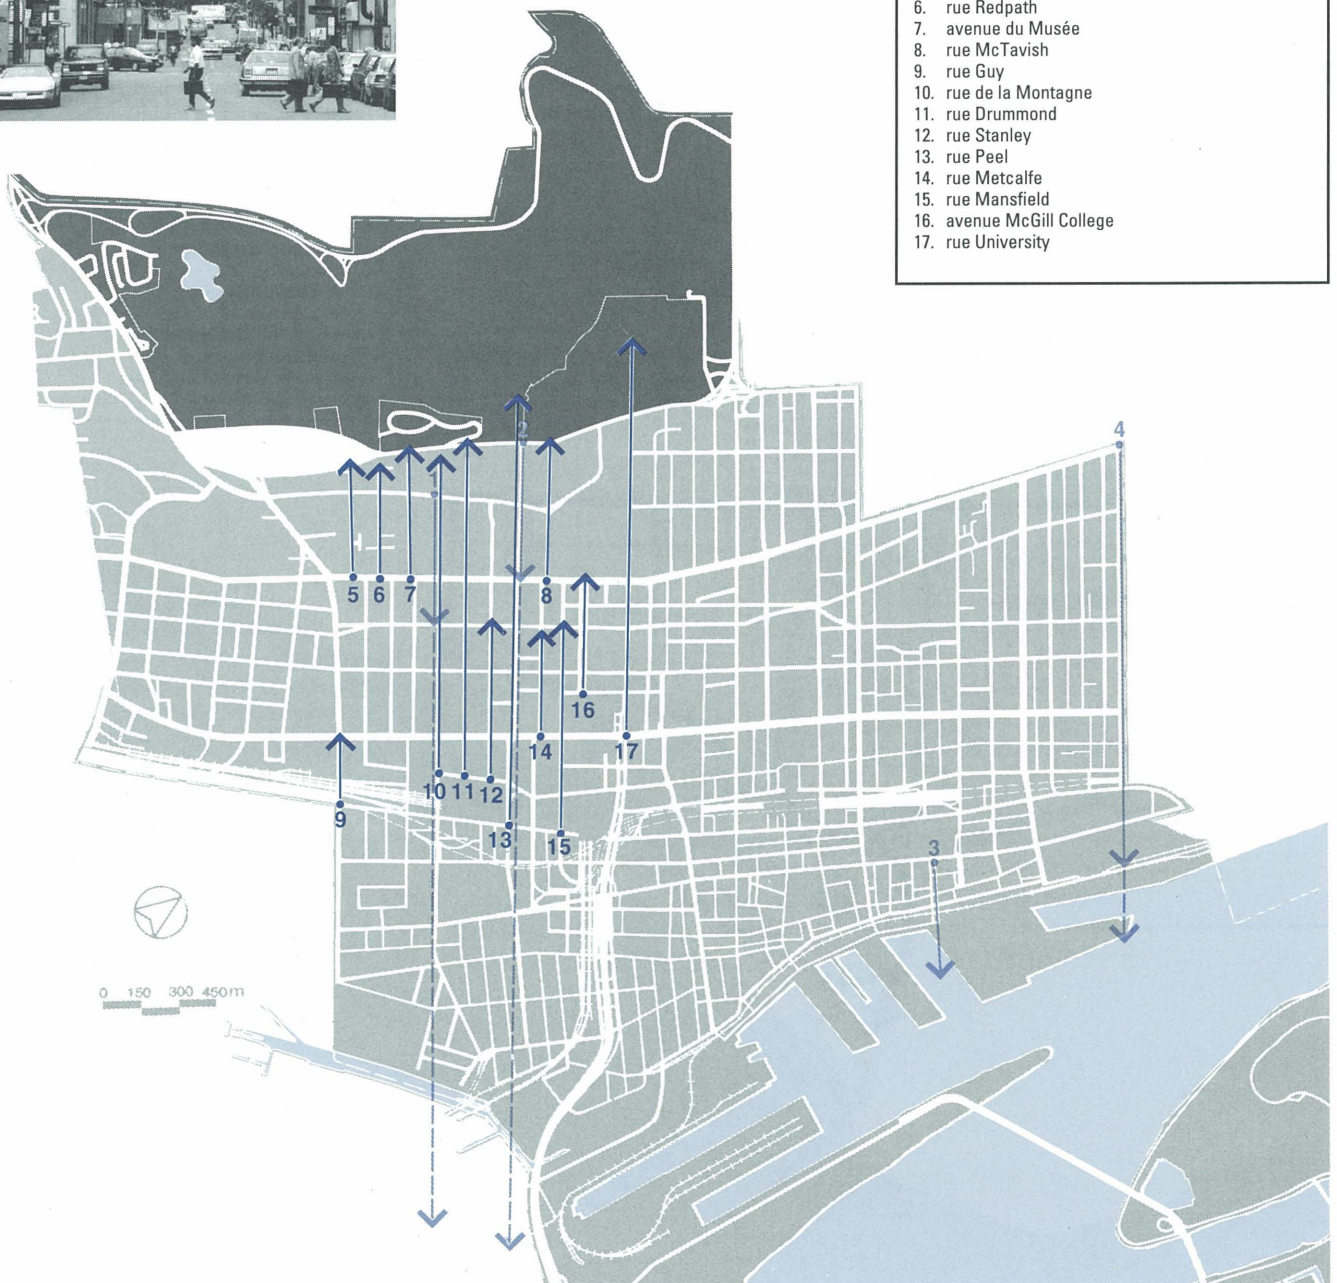 6. rue Redpath
7. avenue du Musée
8. rue McTavish
9. rue Guy
10. rue de la Montagne
11. rue Drummond
12. rue Stanley
13. rue Peel
14. rue Metcalfe
15. rue Mansfield
16. avenue McGill College
17. rue University
4
2
1
5 6 7 8
16
14 17
10 11 12
9 13 15
3
0 150 300 450m